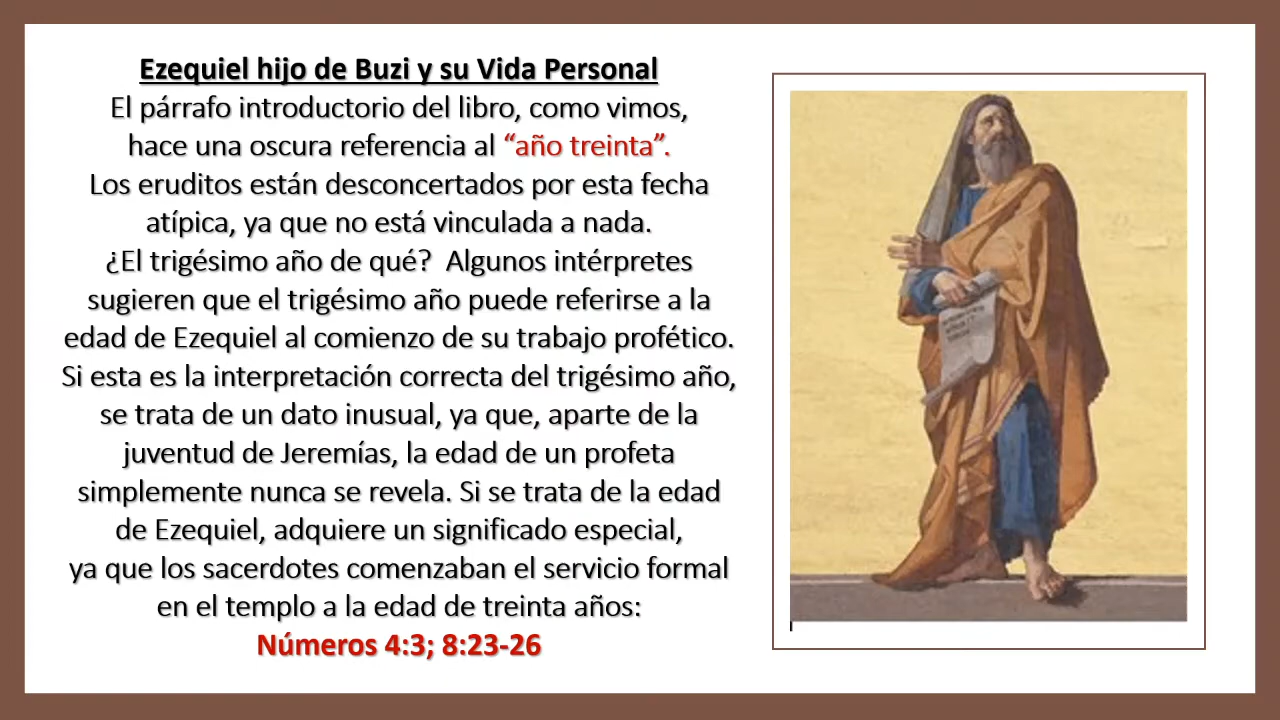 Ezequiel hijo de Buzi y su Vida Personal
El párrafo introductorio del libro, como vimos,
hace una oscura referencia al “año treinta”.
Los eruditos están desconcertados por esta fecha
atípica, ya que no está vinculada a nada.
¿El trigésimo año de qué?  Algunos intérpretes
sugieren que el trigésimo año puede referirse a la
edad de Ezequiel al comienzo de su trabajo profético.
Si esta es la interpretación correcta del trigésimo año,
se trata de un dato inusual, ya que, aparte de la
juventud de Jeremías, la edad de un profeta
simplemente nunca se revela. Si se trata de la edad
de Ezequiel, adquiere un significado especial,
ya que los sacerdotes comenzaban el servicio formal
en el templo a la edad de treinta años:
Números 4:3; 8:23-26